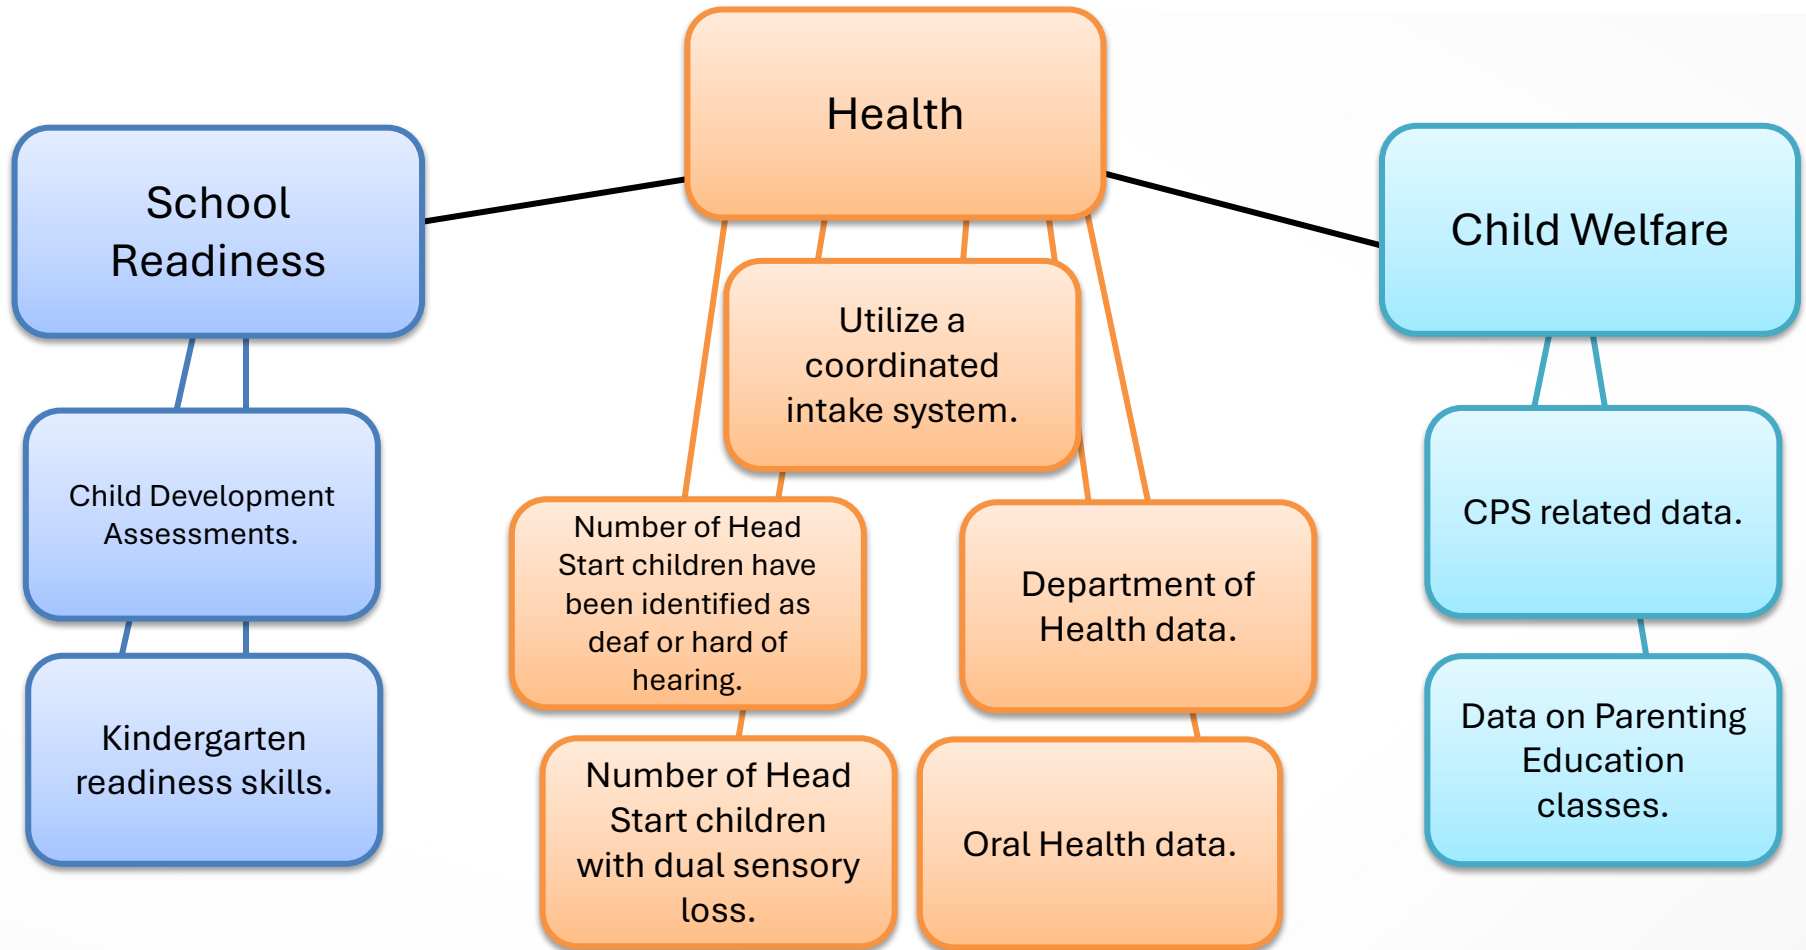 Health
School
Readiness
Child Welfare
Utilize a
coordinated
intake system.
Child Development
Assessments.
Number of Head
Start children have
been identified as
deaf or hard of
hearing.
Department of
Health data.
CPS related data.
Kindergarten
readiness skills.
Number of Head
Start children
with dual sensory
loss.
Oral Health data.
Data on Parenting
Education
classes.